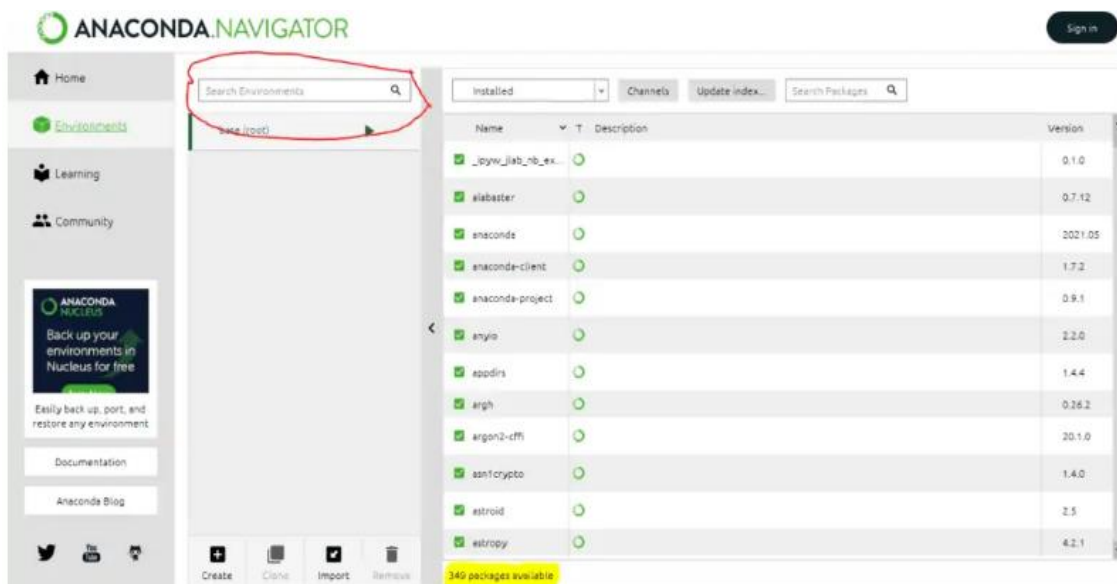 ANACONDA.NAVIGATOR
Sign in
Home
Environments
Learning
Community
ANACONDA
NUCLEUS
Back up your
environments in
Nucleus for free
Easily back up, port, and
restore any environment
Documentation
Anaconda Blog
You
Tube
Search Environments
base (root)
Create
Clone
Import
Remove
Installed
Channels
Update index...
Search Packages
Name T Description Version
_ipyw_jlab_nb_ex... 0.1.0
alabaster 0.7.12
anaconda 2021.05
anaconda-client 1.7.2
anaconda-project 0.9.1
anyio 2.2.0
appdirs 1.4.4
argh 0.26.2
argon2-cffi 20.1.0
asn1crypto 1.4.0
astroid 2.5
astropy 4.2.1
349 packages available